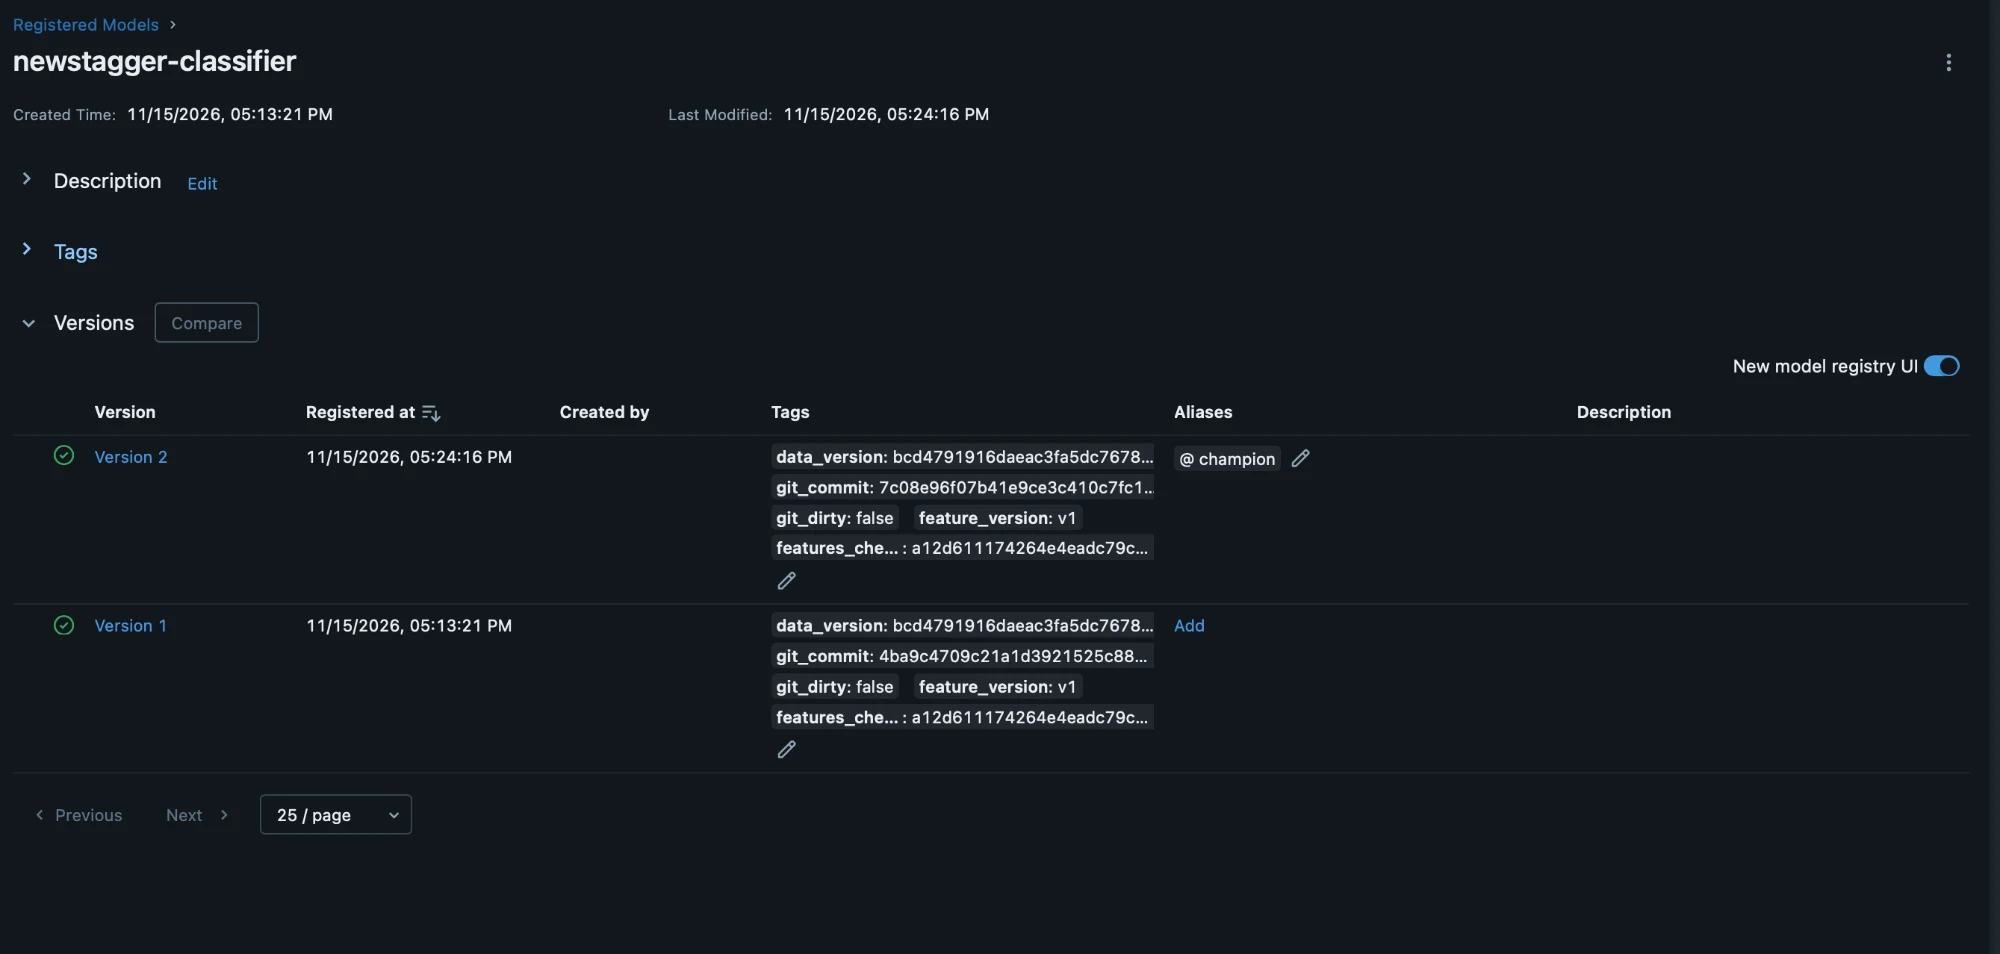 Registered Models
newstagger-classifier
Created Time: 11/15/2026, 05:13:21 PM Last Modified: 11/15/2026, 05:24:16 PM
Description Edit
Tags
Versions Compare
New model registry UI
Version Registered at Created by Tags Aliases Description
Version 2 11/15/2026, 05:24:16 PM data_version: bcd4791916daeac3fa5dc7678... @ champion
git_commit: 7c08e96f07b41e9ce3c410c7fc1...
git_dirty: false feature_version: v1
features_che... : a12d611174264e4eadc79c...
Version 1 11/15/2026, 05:13:21 PM data_version: bcd4791916daeac3fa5dc7678... Add
git_commit: 4ba9c4709c21a1d3921525c88...
git_dirty: false feature_version: v1
features_che... : a12d611174264e4eadc79c...
Previous Next 25 / page